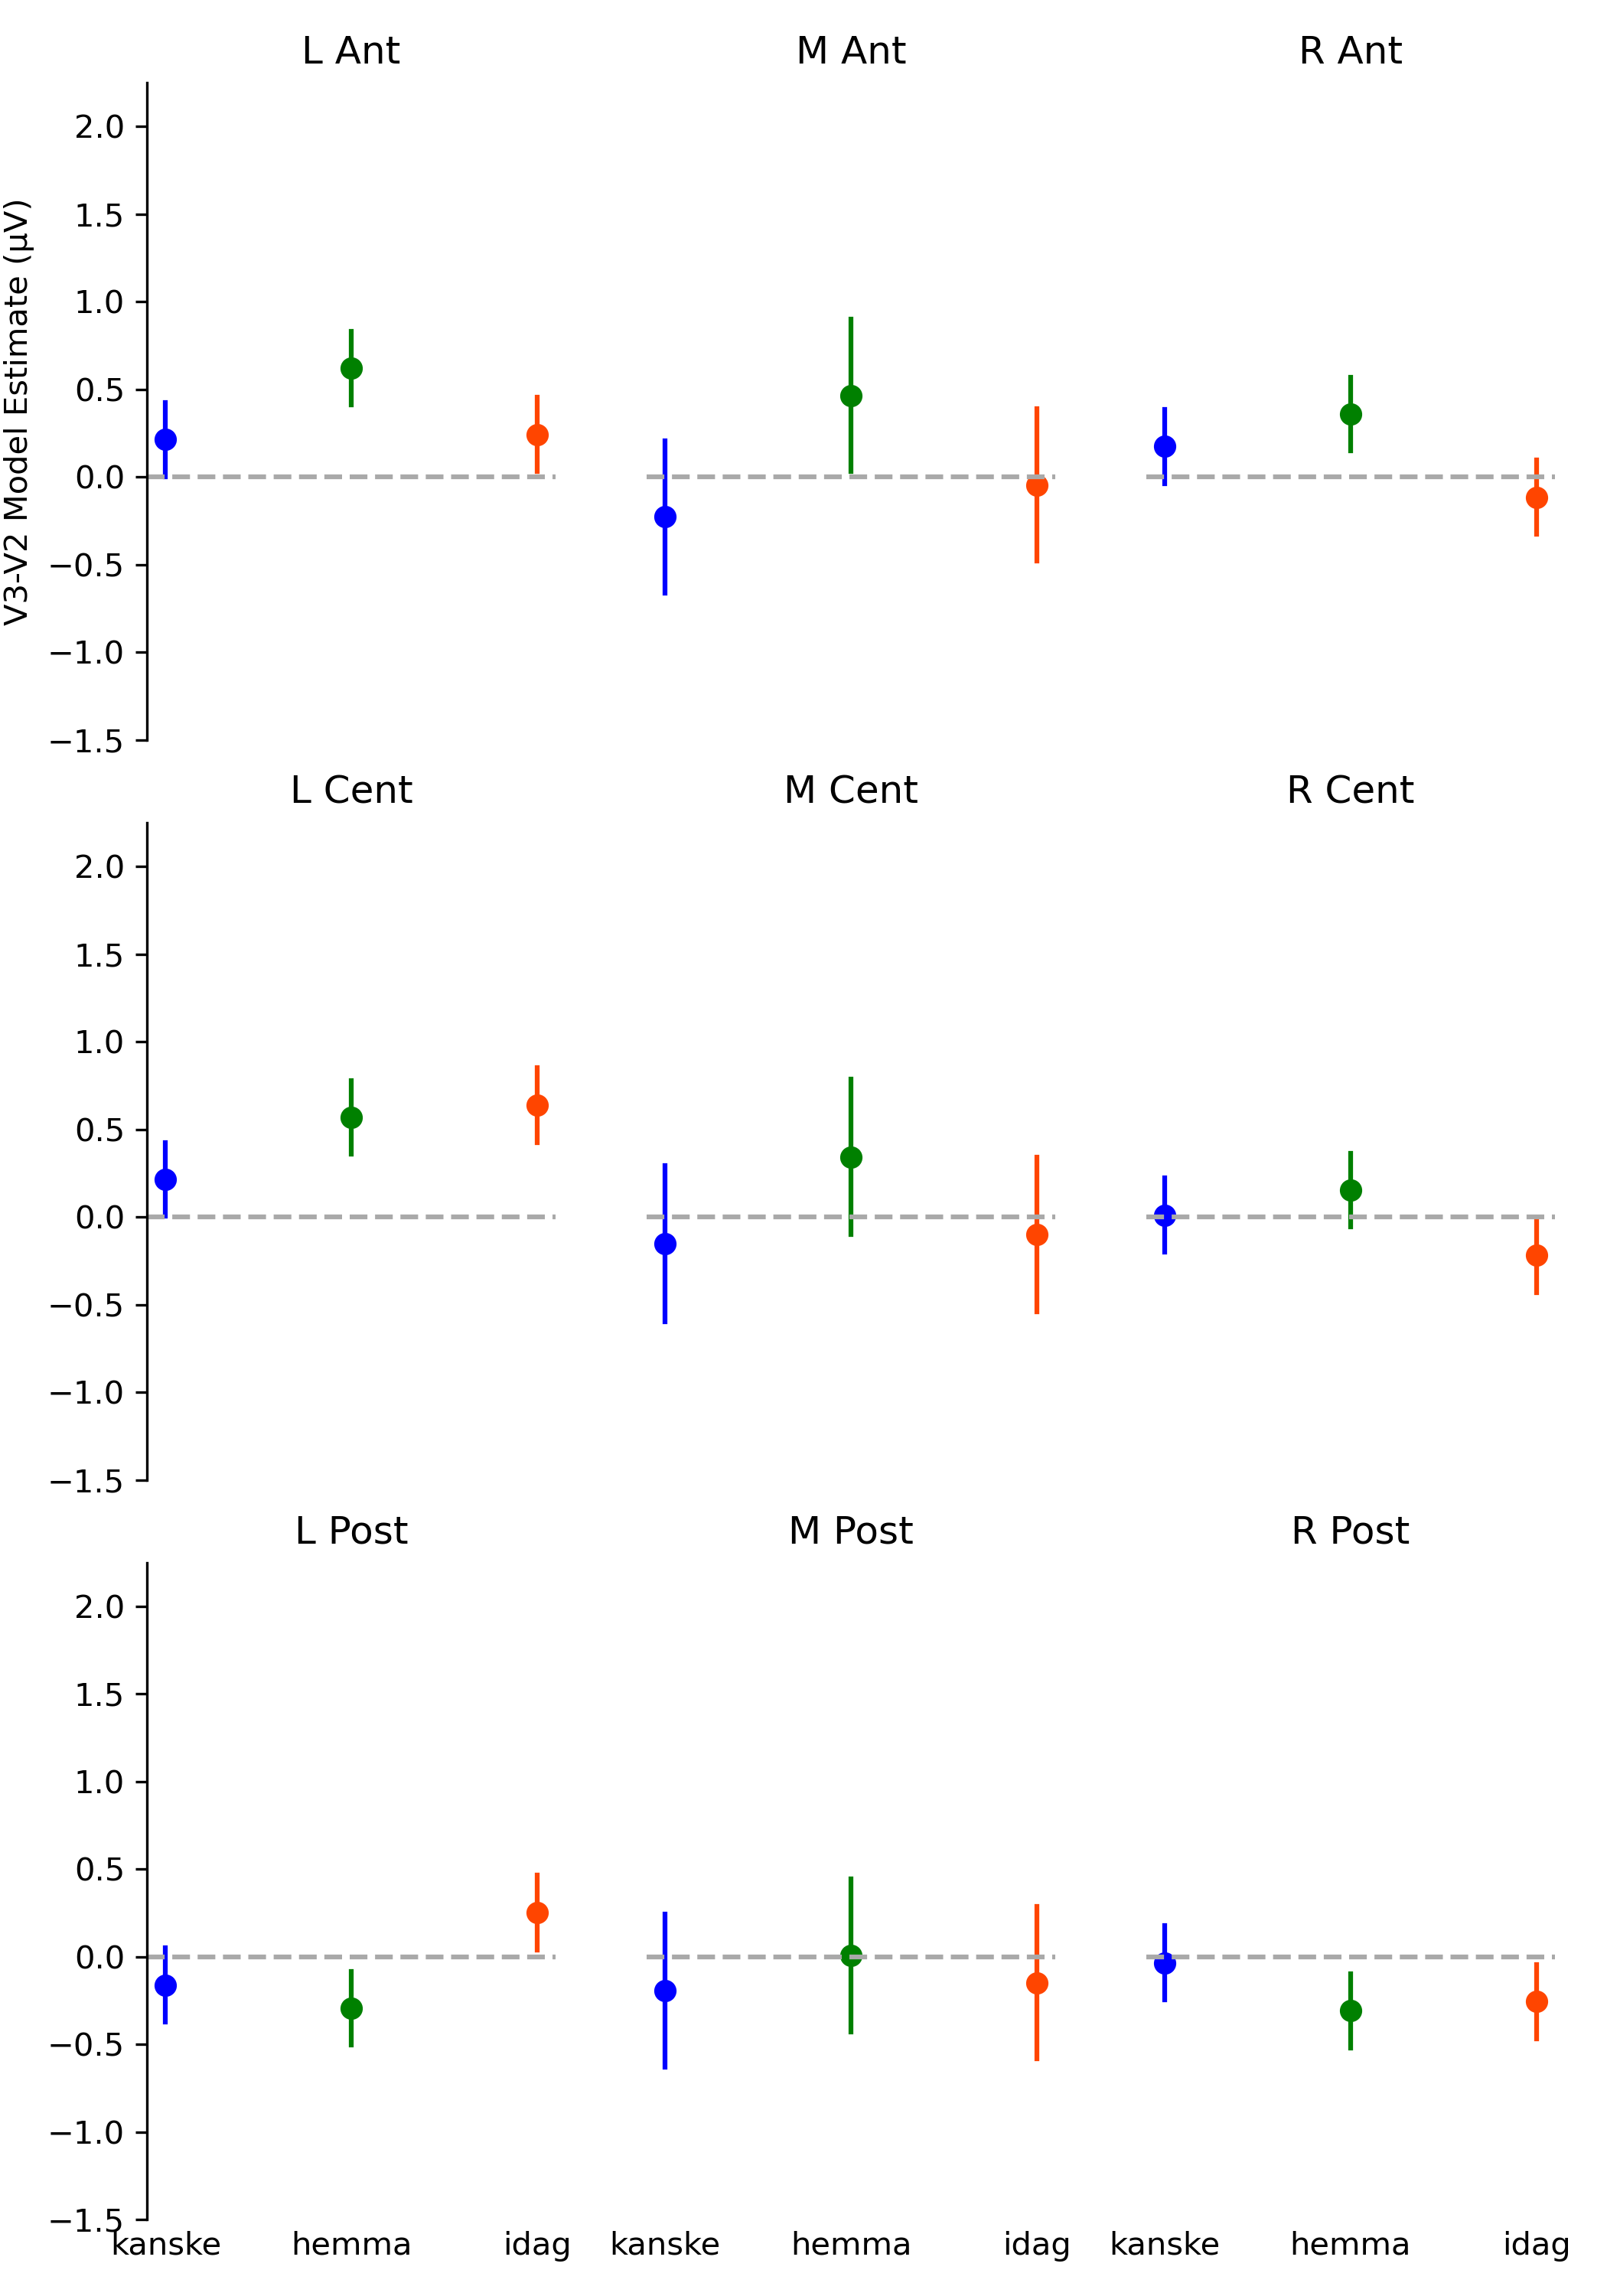 L Ant
M Ant
R Ant
V3-V2 Model Estimate (µV)
2.0
1.5
1.0
0.5
0.0
−0.5
−1.0
−1.5
L Cent
M Cent
R Cent
2.0
1.5
1.0
0.5
0.0
−0.5
−1.0
−1.5
L Post
M Post
R Post
2.0
1.5
1.0
0.5
0.0
−0.5
−1.0
−1.5
kanske hemma idag kanske hemma idag kanske hemma idag